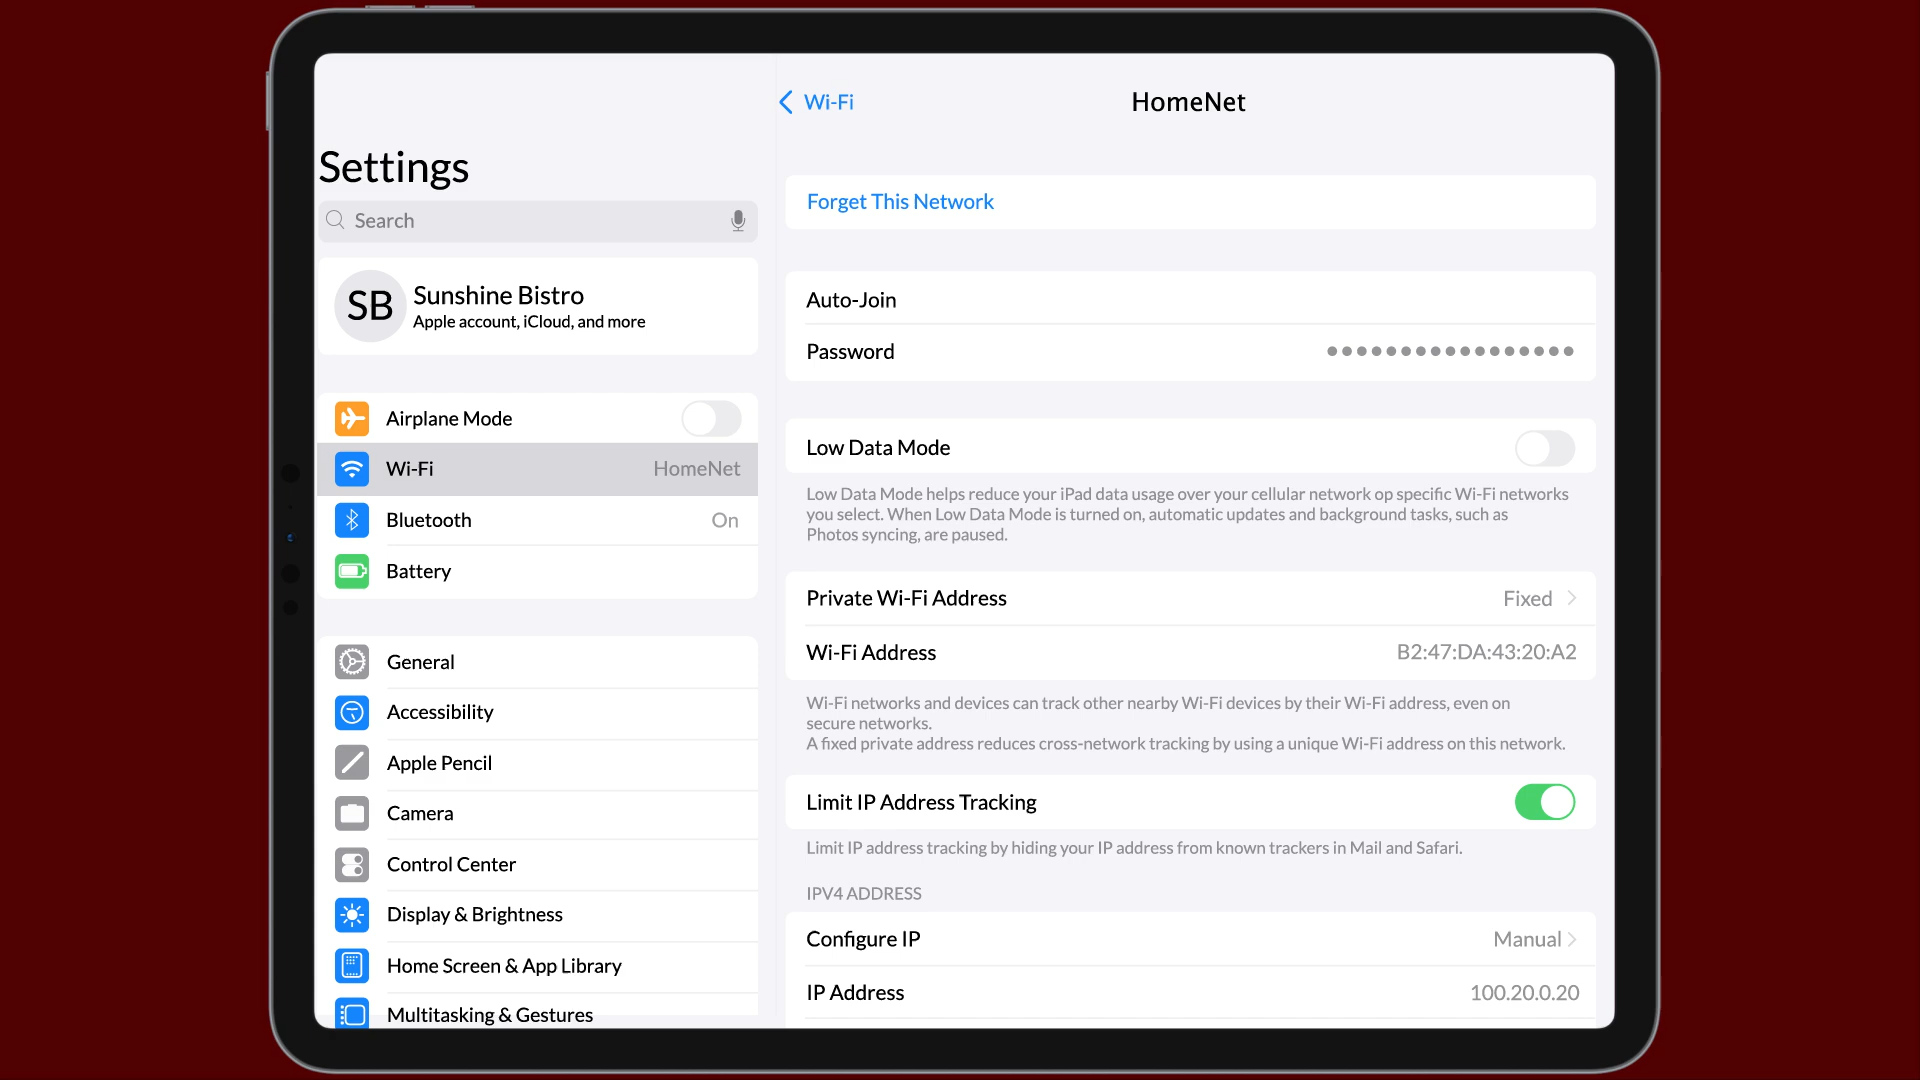 Settings
Search
SB
Sunshine Bistro
Apple account, iCloud, and more
Airplane Mode
Wi-Fi HomeNet
Bluetooth On
Battery
General
Accessibility
Apple Pencil
Camera
Control Center
Display & Brightness
Home Screen & App Library
Multitasking & Gestures
Wi-Fi
HomeNet
Forget This Network
Auto-Join
Password ●●●●●●●●●●●●●●●●●
Low Data Mode
Low Data Mode helps reduce your iPad data usage over your cellular network op specific Wi-Fi networks
you select. When Low Data Mode is turned on, automatic updates and background tasks, such as
Photos syncing, are paused.
Private Wi-Fi Address Fixed
Wi-Fi Address B2:47:DA:43:20:A2
Wi-Fi networks and devices can track other nearby Wi-Fi devices by their Wi-Fi address, even on
secure networks.
A fixed private address reduces cross-network tracking by using a unique Wi-Fi address on this network.
Limit IP Address Tracking
Limit IP address tracking by hiding your IP address from known trackers in Mail and Safari.
IPV4 ADDRESS
Configure IP Manual
IP Address 100.20.0.20